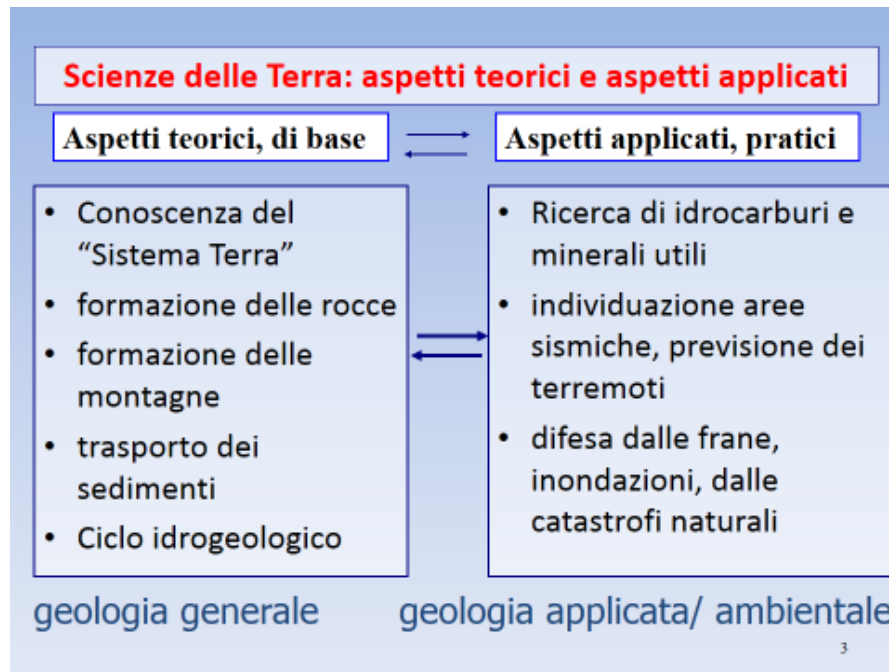 Scienze delle Terra: aspetti teorici e aspetti applicati
Aspetti teorici, di base
Aspetti applicati, pratici
• Conoscenza del
“Sistema Terra”
• formazione delle rocce
• formazione delle
montagne
• trasporto dei
sedimenti
• Ciclo idrogeologico
• Ricerca di idrocarburi e
minerali utili
• individuazione aree
sismiche, previsione dei
terremoti
• difesa dalle frane,
inondazioni, dalle
catastrofi naturali
geologia generale
geologia applicata/ ambientale
3